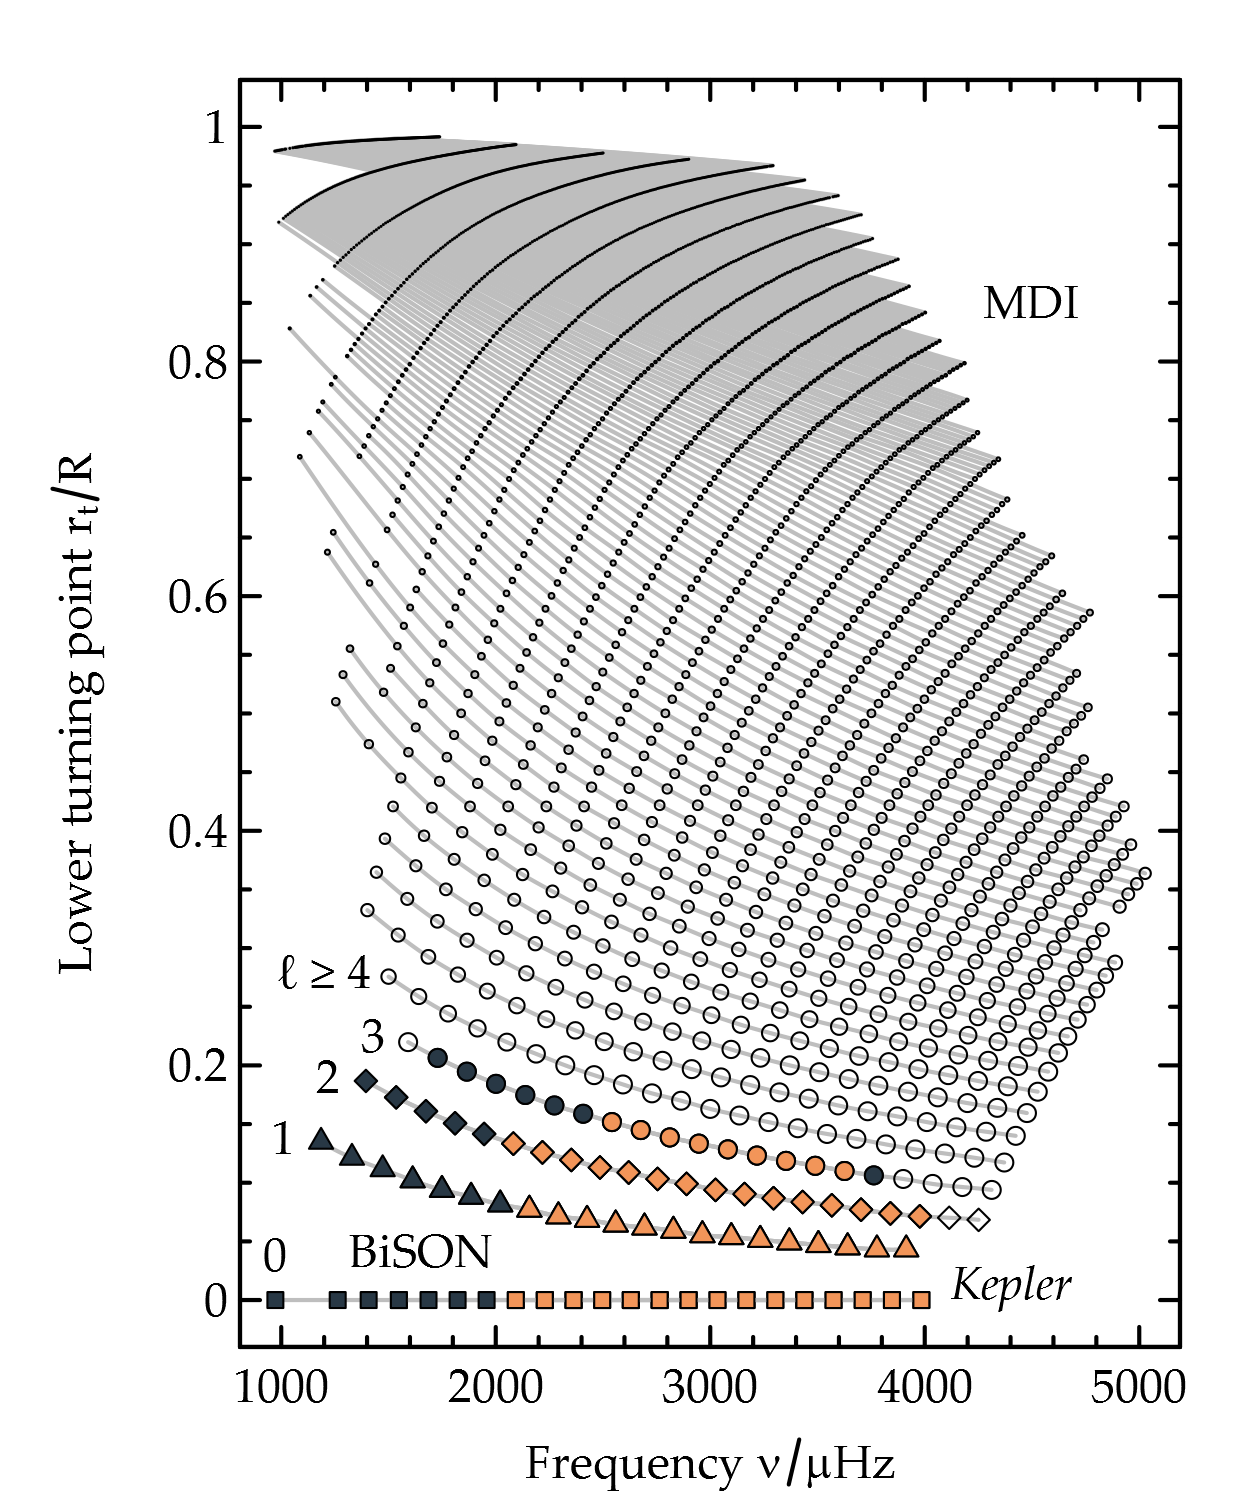 1
0.8
0.6
0.4
0.2
0
Lower turning point rt/R
MDI
ℓ ≥ 4
3
2
1
0
BiSON
Kepler
1000 2000 3000 4000 5000
Frequency ν/μHz